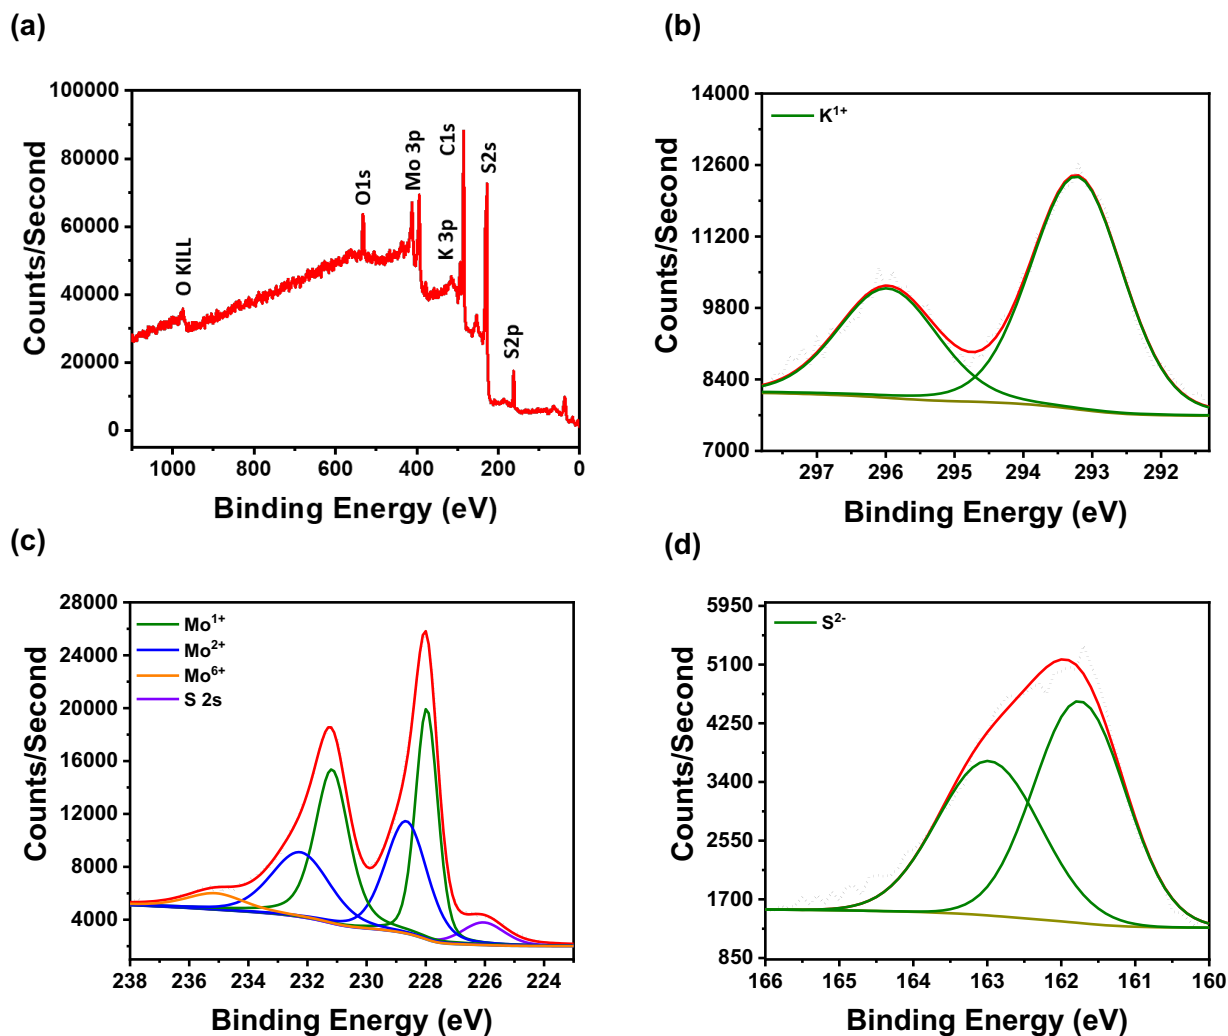 (a)
100000
80000
60000
40000
20000
0
Counts/Second
O KILL
O1s
Mo 3p
K 3p
C1s
S2s
S2p
1000 800 600 400 200 0
Binding Energy (eV)
(b)
14000
12600
11200
9800
8400
7000
Counts/Second
K1+
297 296 295 294 293 292
Binding Energy (eV)
(c)
28000
24000
20000
16000
12000
8000
4000
Counts/Second
Mo1+
Mo2+
Mo6+
S 2s
238 236 234 232 230 228 226 224
Binding Energy (eV)
(d)
5950
5100
4250
3400
2550
1700
850
Counts/Second
S2-
166 165 164 163 162 161 160
Binding Energy (eV)